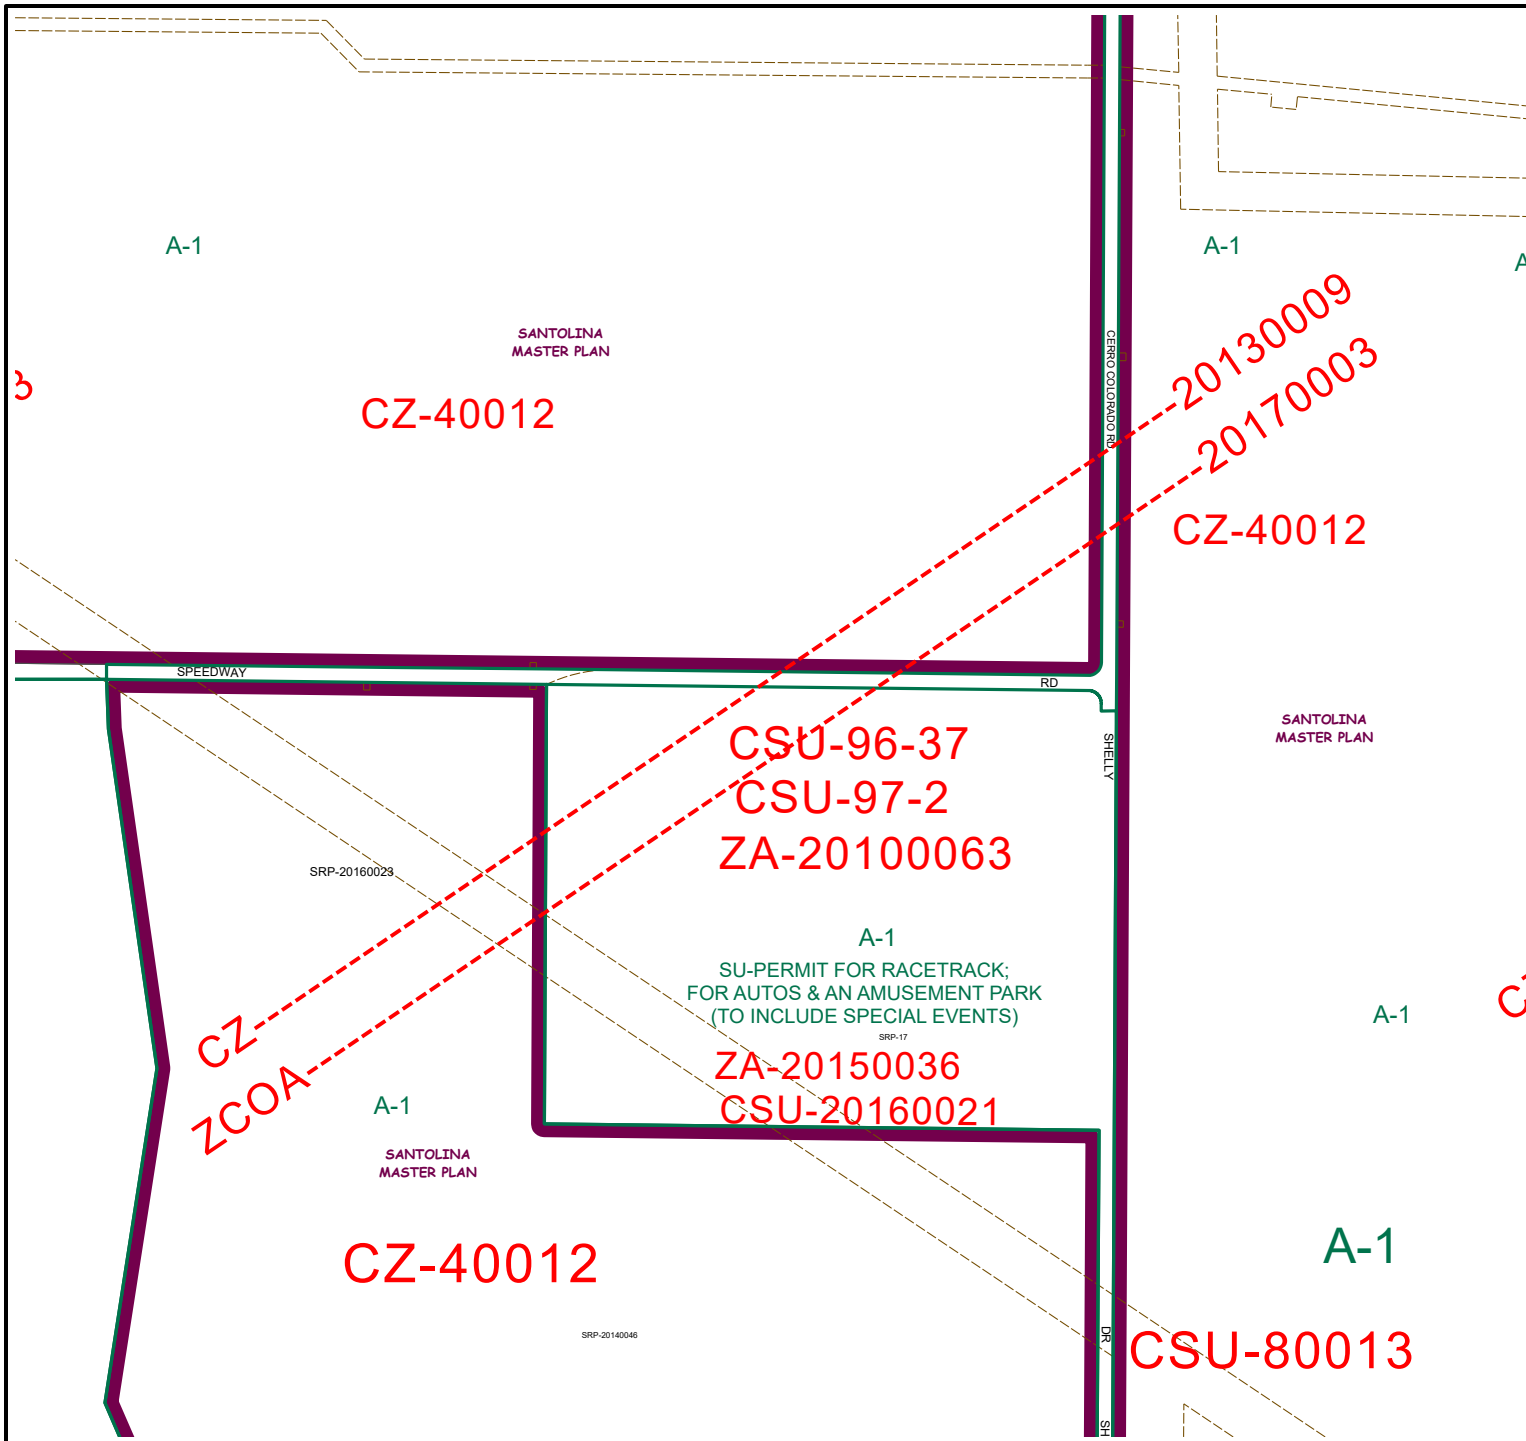 A-1
A-1
A
SANTOLINA
MASTER PLAN
3
CZ-40012
CERRO COLORADO RD
20130009
20170003
CZ-40012
SPEEDWAY
RD
CSU-96-37
CSU-97-2
ZA-20100063
SHELLY
SANTOLINA
MASTER PLAN
SRP-20160023
A-1
SU-PERMIT FOR RACETRACK;
FOR AUTOS & AN AMUSEMENT PARK
(TO INCLUDE SPECIAL EVENTS)
SRP-17
ZA-20150036
CSU-20160021
A-1
CZ
ZCOA
A-1
SANTOLINA
MASTER PLAN
CZ-40012
SRP-20140046
A-1
DR
CSU-80013
SH